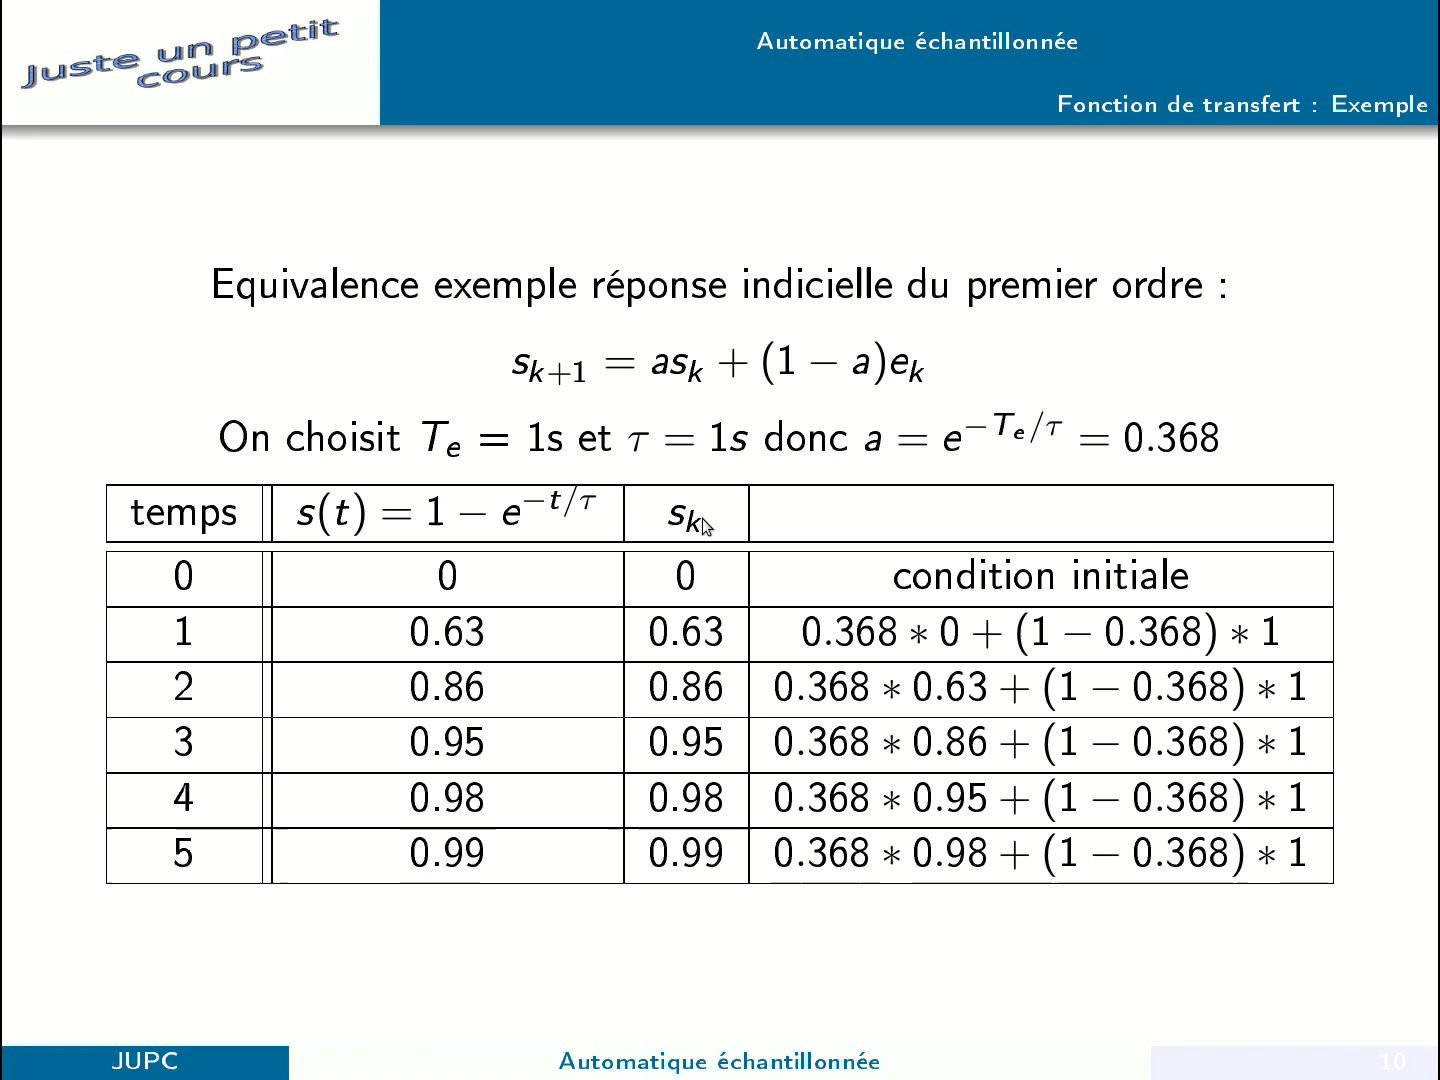 Juste un petit
cours
Automatique échantillonnée
Fonction de transfert : Exemple
Equivalence exemple réponse indicielle du premier ordre :
s_{k+1} = as_k + (1 − a)e_k
On choisit T_e = 1s et τ = 1s donc a = e^{−T_e/τ} = 0.368
temps s(t) = 1 − e^{−t/τ} s_k
0 0 0 condition initiale
1 0.63 0.63 0.368 ∗ 0 + (1 − 0.368) ∗ 1
2 0.86 0.86 0.368 ∗ 0.63 + (1 − 0.368) ∗ 1
3 0.95 0.95 0.368 ∗ 0.86 + (1 − 0.368) ∗ 1
4 0.98 0.98 0.368 ∗ 0.95 + (1 − 0.368) ∗ 1
5 0.99 0.99 0.368 ∗ 0.98 + (1 − 0.368) ∗ 1
JUPC Automatique échantillonnée 10